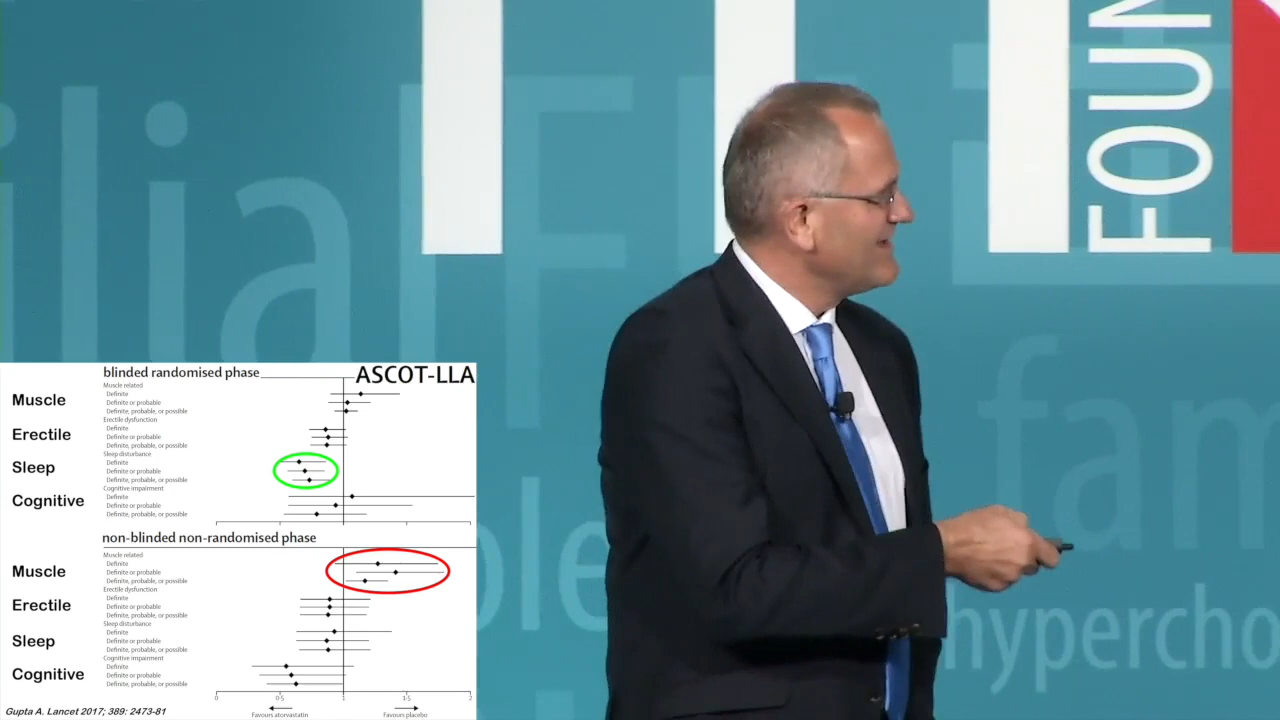 FOUN
ilial
F
fam
ble
hypercho
blinded randomised phase
ASCOT-LLA
Muscle related
Muscle
Definite
Definite or probable
Definite, probable, or possible
Erectile dysfunction
Erectile
Definite
Definite or probable
Definite, probable, or possible
Sleep disturbance
Sleep
Definite
Definite or probable
Definite, probable, or possible
Cognitive impairment
Cognitive
Definite
Definite or probable
Definite, probable, or possible
non-blinded non-randomised phase
Muscle related
Muscle
Definite
Definite or probable
Definite, probable, or possible
Erectile dysfunction
Erectile
Definite
Definite or probable
Definite, probable, or possible
Sleep disturbance
Sleep
Definite
Definite or probable
Definite, probable, or possible
Cognitive impairment
Cognitive
Definite
Definite or probable
Definite, probable, or possible
0 0·5 1 1·5 2
Favours atorvastatin Favours placebo
Gupta A. Lancet 2017; 389: 2473-81